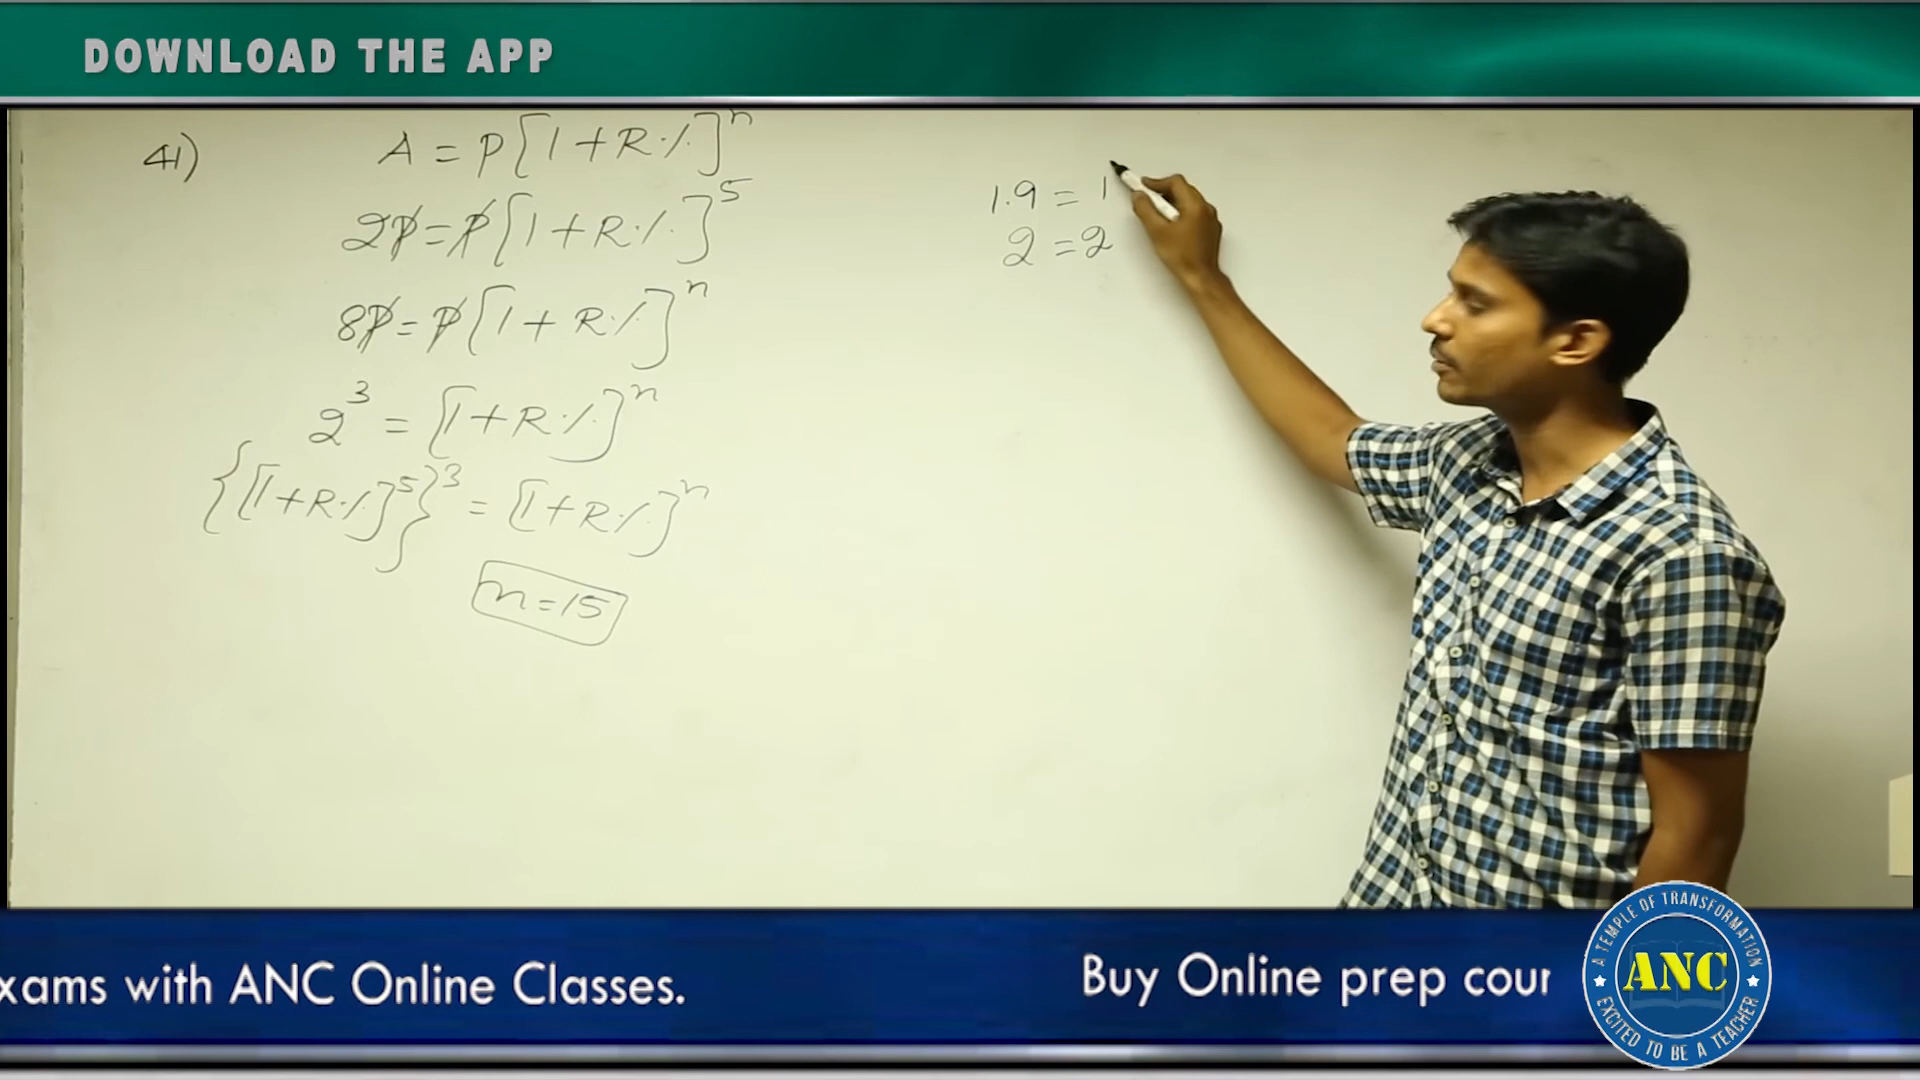 DOWNLOAD THE APP
41)
A = P[1+R·/.]ⁿ
2P = P[1+R·/.]⁵
8P = P[1+R·/.]ⁿ
2³ = [1+R·/.]ⁿ
{[1+R·/.]⁵}³ = [1+R·/.]ⁿ
n=15
1.9 = 1
2 = 2
xams with ANC Online Classes.
Buy Online prep cour
A TEMPLE OF TRANSFORMATION
ANC
EXCITED TO BE A TEACHER